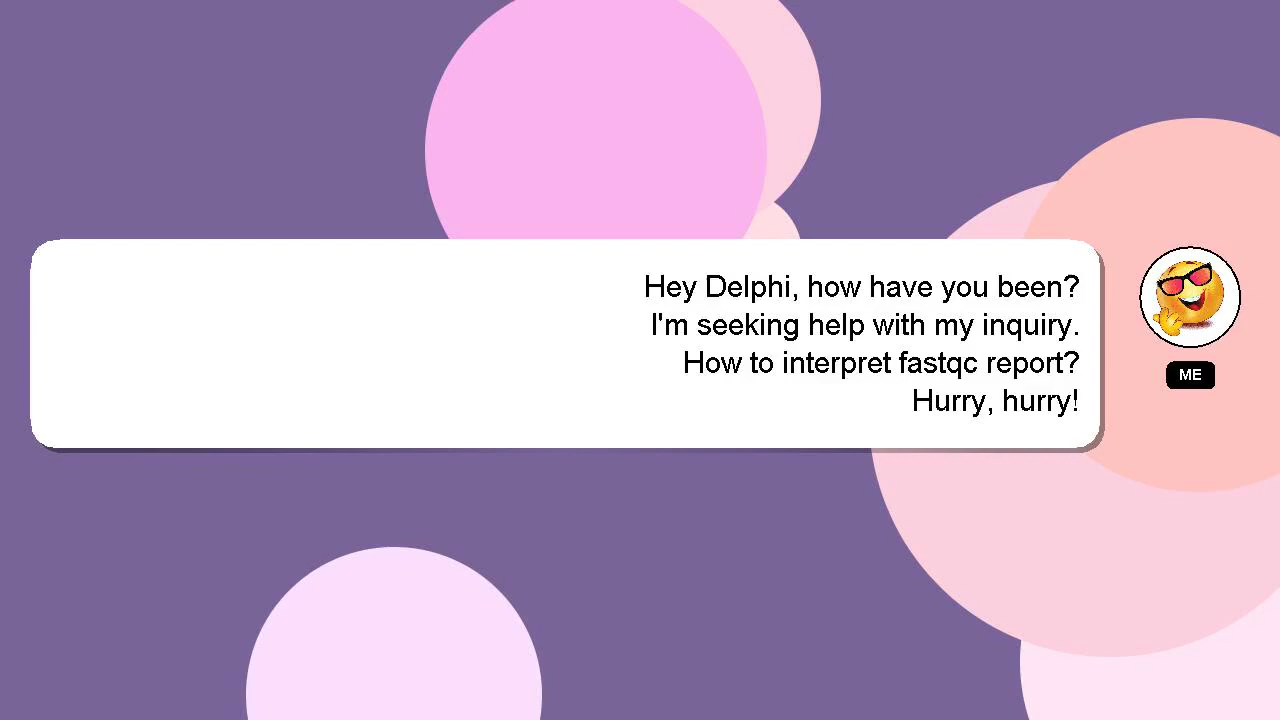 Hey Delphi, how have you been?
I'm seeking help with my inquiry.
How to interpret fastqc report?
Hurry, hurry!
ME